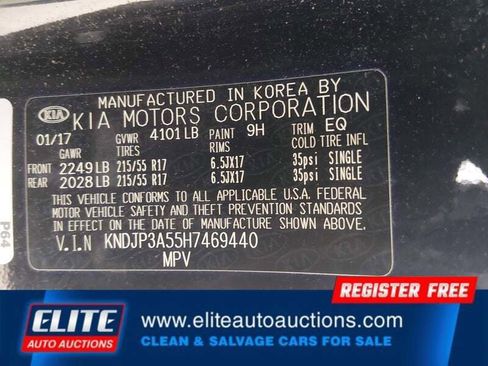 MANUFACTURED IN KOREA BY
KIA KIA MOTORS CORPORATION
01/17 GVWR 4101 LB PAINT 9H TRIM EQ
GAWR TIRES RIMS COLD TIRE INFL
FRONT 2249 LB 215/55 R17 6.5JX17 35psi SINGLE
REAR 2028 LB 215/55 R17 6.5JX17 35psi SINGLE
THIS VEHICLE CONFORMS TO ALL APPLICABLE U.S.A. FEDERAL
MOTOR VEHICLE SAFETY AND THEFT PREVENTION STANDARDS
IN EFFECT ON THE DATE OF MANUFACTURE SHOWN ABOVE.
V.I.N KNDJP3A55H7469440
MPV
P64
REGISTER FREE
ELITE
AUTO AUCTIONS
www.eliteautoauctions.com
CLEAN & SALVAGE CARS FOR SALE